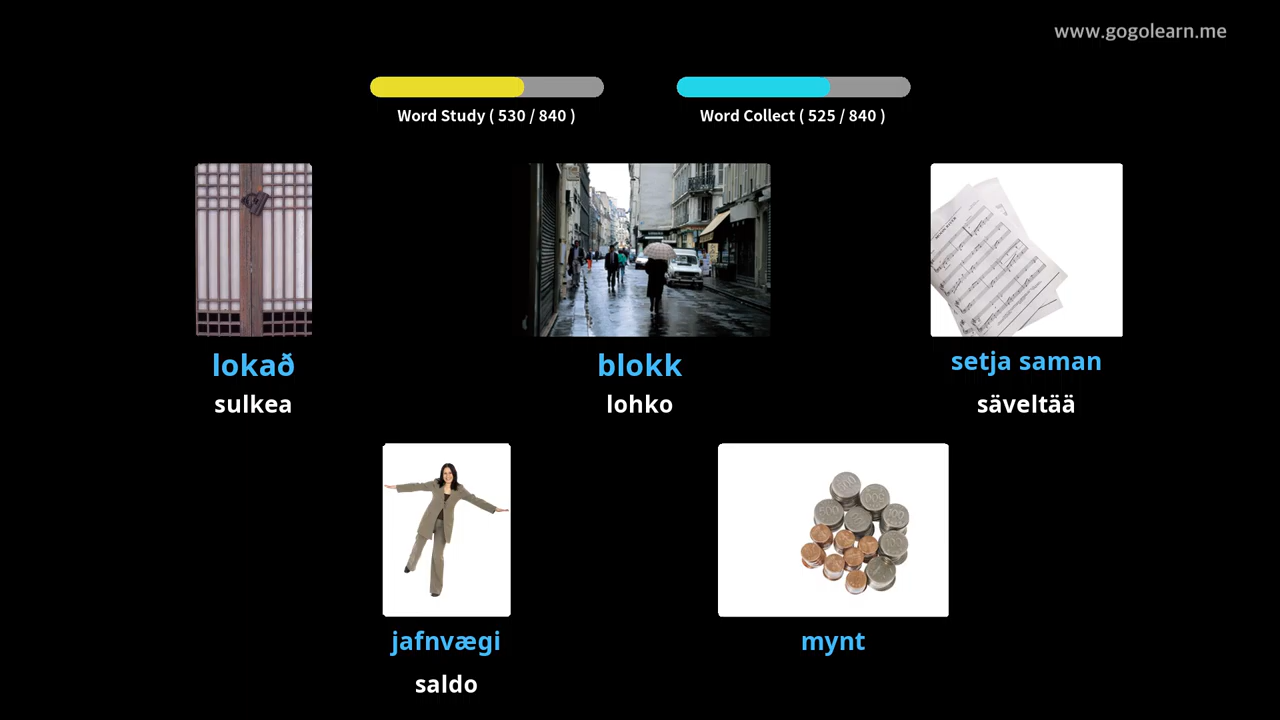 www.gogolearn.me
Word Study ( 530 / 840 )
Word Collect ( 525 / 840 )
lokað
blokk
setja saman
sulkea
lohko
säveltää
jafnvægi
mynt
saldo